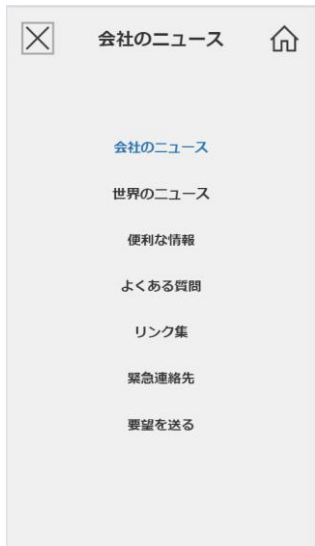 会社のニュース
会社のニュース
世界のニュース
便利な情報
よくある質問
リンク集
緊急連絡先
要望を送る